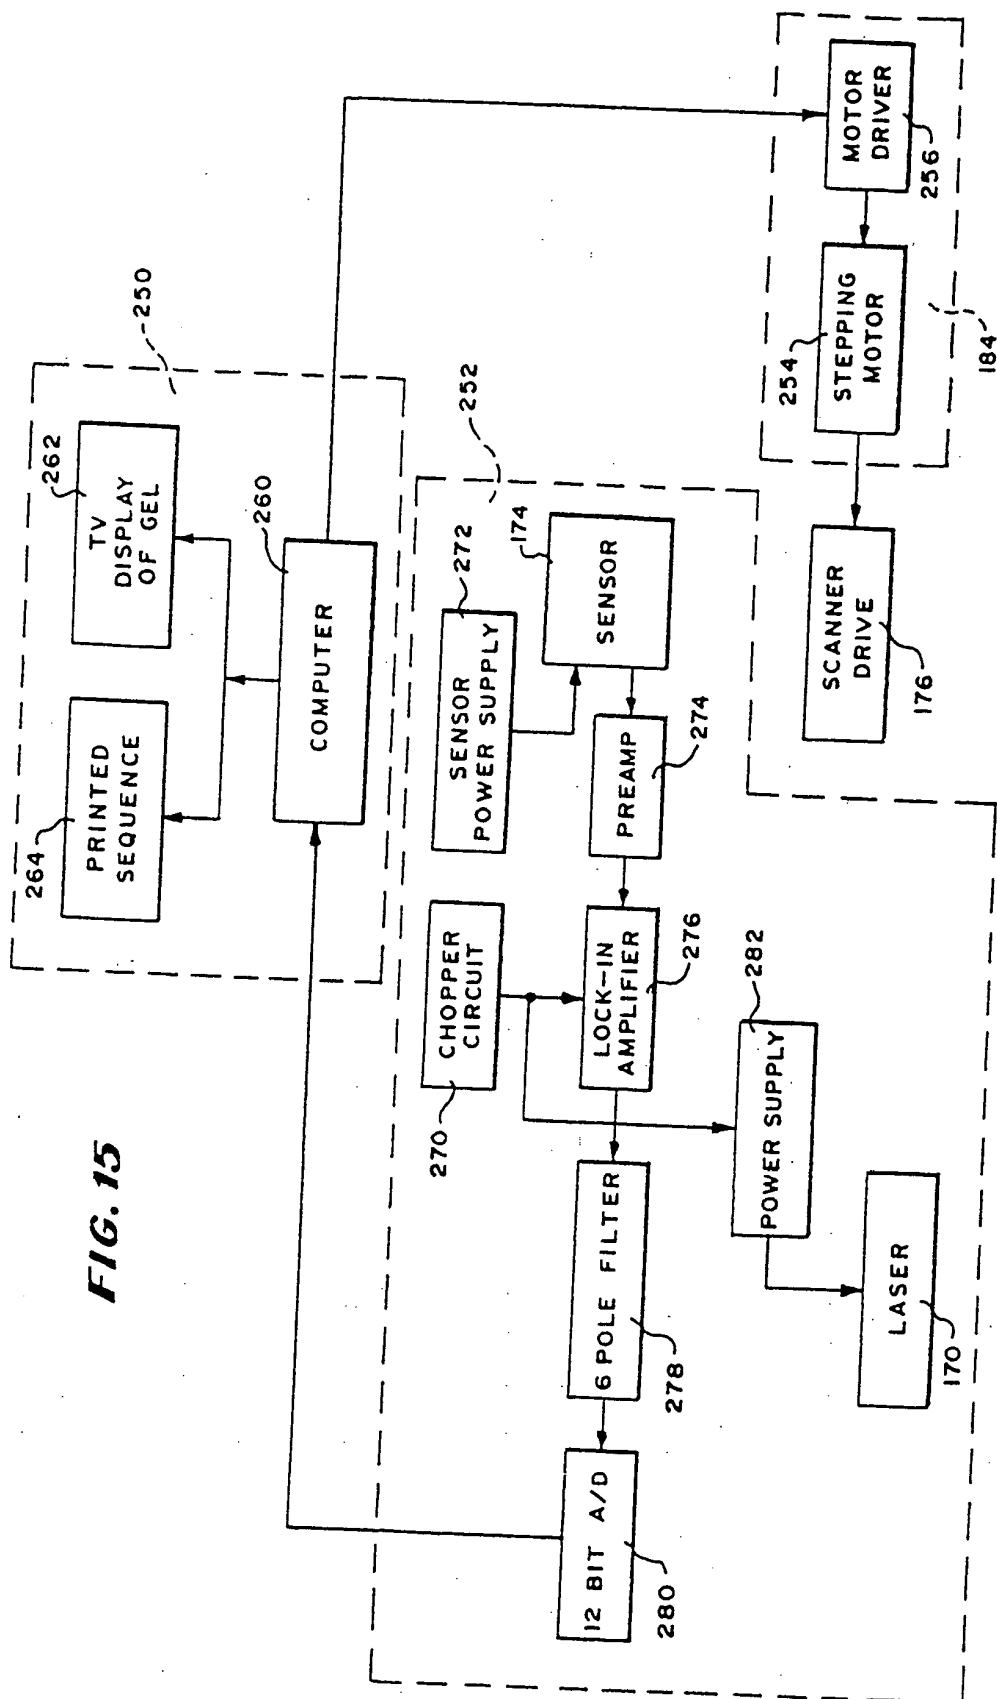 FIG. 15
250
262
TV
DISPLAY
OF GEL
264
PRINTED
SEQUENCE
260
COMPUTER
252
272
SENSOR
POWER SUPPLY
174
SENSOR
274
PREAMP
CHOPPER
CIRCUIT
270
LOCK-IN
AMPLIFIER
276
282
POWER SUPPLY
6 POLE FILTER
278
LASER
170
12 BIT A/D
280
MOTOR
DRIVER
256
254
STEPPING
MOTOR
184
SCANNER
DRIVE
176